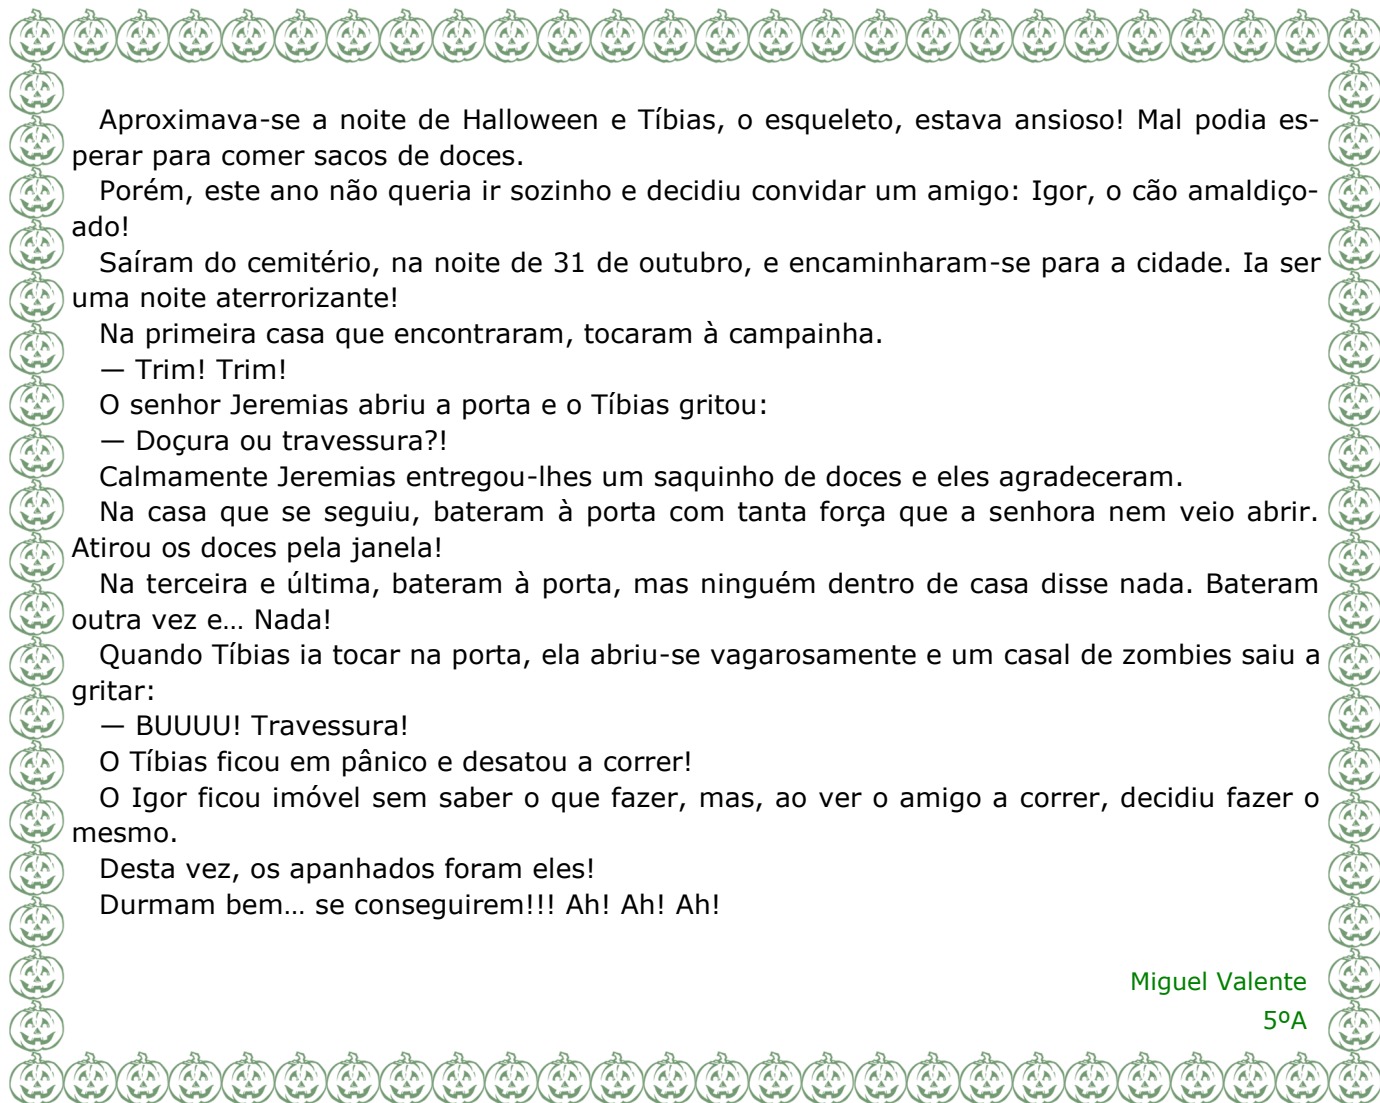 Aproximava-se a noite de Halloween e Tíbias, o esqueleto, estava ansioso! Mal podia es-
perar para comer sacos de doces.
Porém, este ano não queria ir sozinho e decidiu convidar um amigo: Igor, o cão amaldiço-
ado!
Saíram do cemitério, na noite de 31 de outubro, e encaminharam-se para a cidade. Ia ser
uma noite aterrorizante!
Na primeira casa que encontraram, tocaram à campainha.
— Trim! Trim!
O senhor Jeremias abriu a porta e o Tíbias gritou:
— Doçura ou travessura?!
Calmamente Jeremias entregou-lhes um saquinho de doces e eles agradeceram.
Na casa que se seguiu, bateram à porta com tanta força que a senhora nem veio abrir.
Atirou os doces pela janela!
Na terceira e última, bateram à porta, mas ninguém dentro de casa disse nada. Bateram
outra vez e… Nada!
Quando Tíbias ia tocar na porta, ela abriu-se vagarosamente e um casal de zombies saiu a
gritar:
— BUUUU! Travessura!
O Tíbias ficou em pânico e desatou a correr!
O Igor ficou imóvel sem saber o que fazer, mas, ao ver o amigo a correr, decidiu fazer o
mesmo.
Desta vez, os apanhados foram eles!
Durmam bem… se conseguirem!!! Ah! Ah! Ah!
Miguel Valente
5ºA